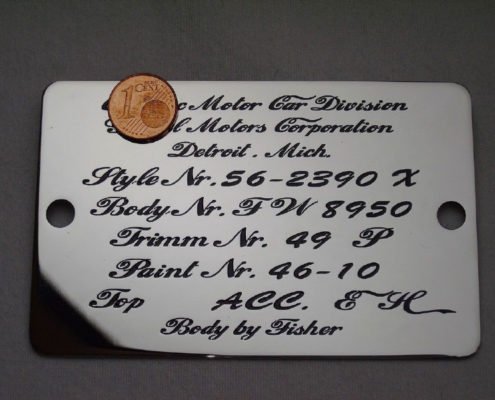 1 CENT
Motor Car Division
Motors Corporation
Detroit. Mich.
Style Nr. 56-2390 X
Body Nr. F W 8950
Trimm Nr. 49 P
Paint Nr. 46-10
Top ACC. E H
Body by Fisher